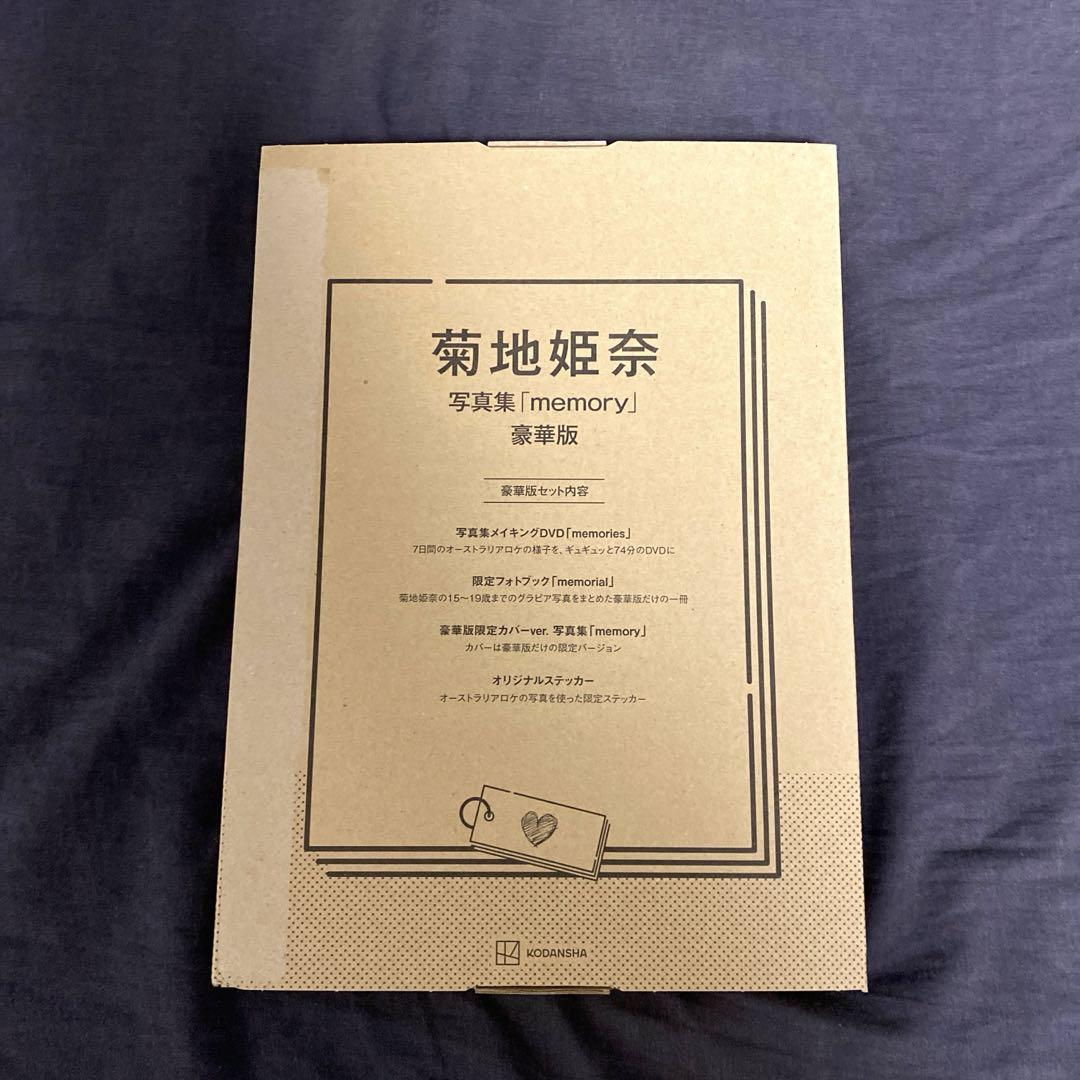 菊地姫奈
写真集「memory」
豪華版
豪華版セット内容
写真集メイキングDVD「memories」
7日間のオーストラリアロケの様子を、ギュギュッと74分のDVDに
限定フォトブック「memorial」
菊地姫奈の15〜19歳までのグラビア写真をまとめた豪華版だけの一冊
豪華版限定カバーver. 写真集「memory」
カバーは豪華版だけの限定バージョン
オリジナルステッカー
オーストラリアロケの写真を使った限定ステッカー
KODANSHA